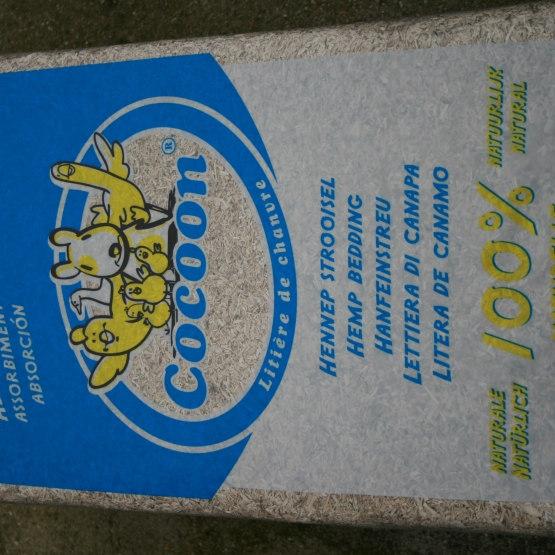 ASSORBIMENT
ABSORCIÓN
Cocoon®
Litière de chanvre
HENNEP STROOISEL
HEMP BEDDING
HANFEINSTREU
LETTIERA DI CANAPA
LITERA DE CANAMO
NATURALE
NATÜRLICH
100%
NATUURLIJK
NATURAL